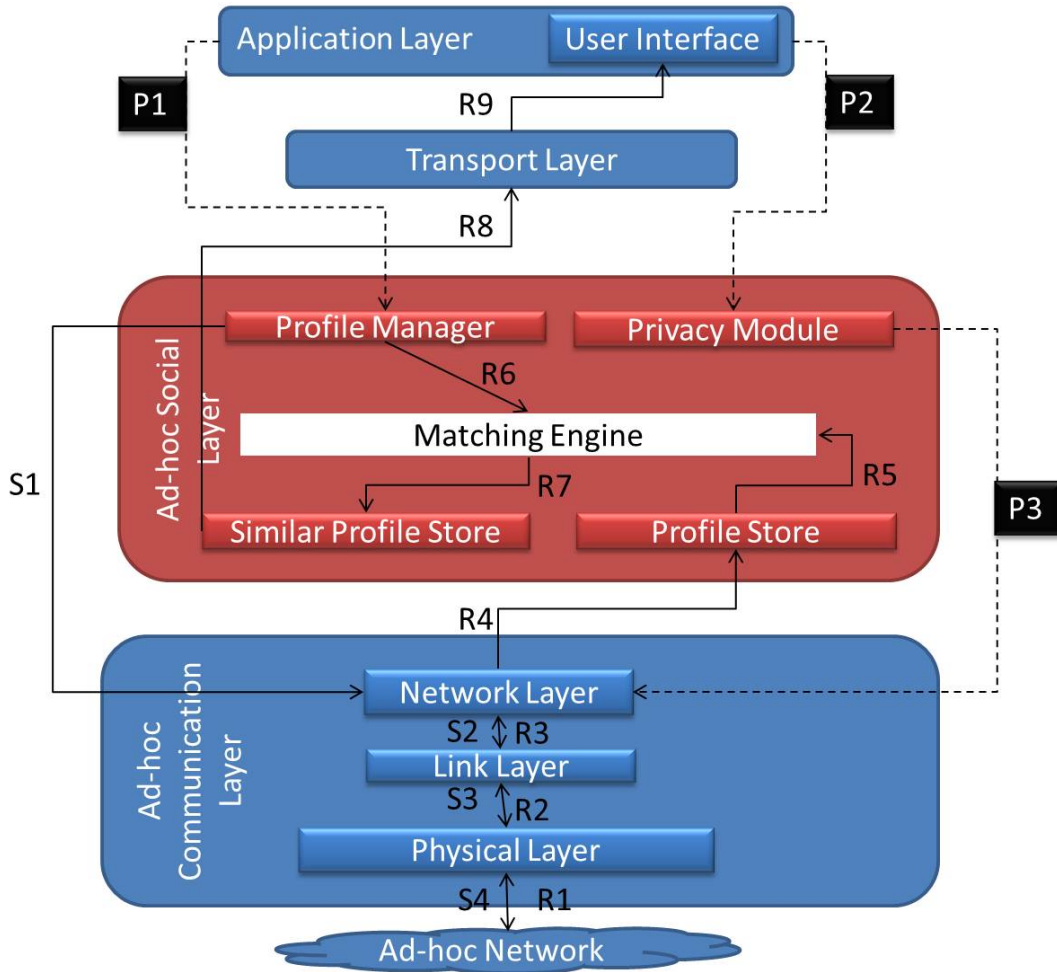 Application Layer
User Interface
P1
P2
R9
Transport Layer
R8
Ad-hoc Social
Layer
Profile Manager
Privacy Module
R6
Matching Engine
S1
R7
R5
P3
Similar Profile Store
Profile Store
R4
Ad-hoc
Communication
Layer
Network Layer
S2
R3
Link Layer
S3
R2
Physical Layer
S4
R1
Ad-hoc Network